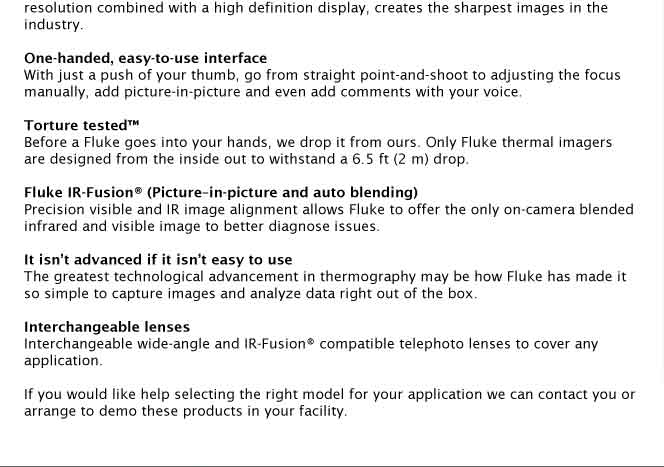 resolution combined with a high definition display, creates the sharpest images in the
industry.
One-handed, easy-to-use interface
With just a push of your thumb, go from straight point-and-shoot to adjusting the focus
manually, add picture-in-picture and even add comments with your voice.
Torture tested™
Before a Fluke goes into your hands, we drop it from ours. Only Fluke thermal imagers
are designed from the inside out to withstand a 6.5 ft (2 m) drop.
Fluke IR-Fusion® (Picture–in-picture and auto blending)
Precision visible and IR image alignment allows Fluke to offer the only on-camera blended
infrared and visible image to better diagnose issues.
It isn't advanced if it isn't easy to use
The greatest technological advancement in thermography may be how Fluke has made it
so simple to capture images and analyze data right out of the box.
Interchangeable lenses
Interchangeable wide-angle and IR-Fusion® compatible telephoto lenses to cover any
application.
If you would like help selecting the right model for your application we can contact you or
arrange to demo these products in your facility.